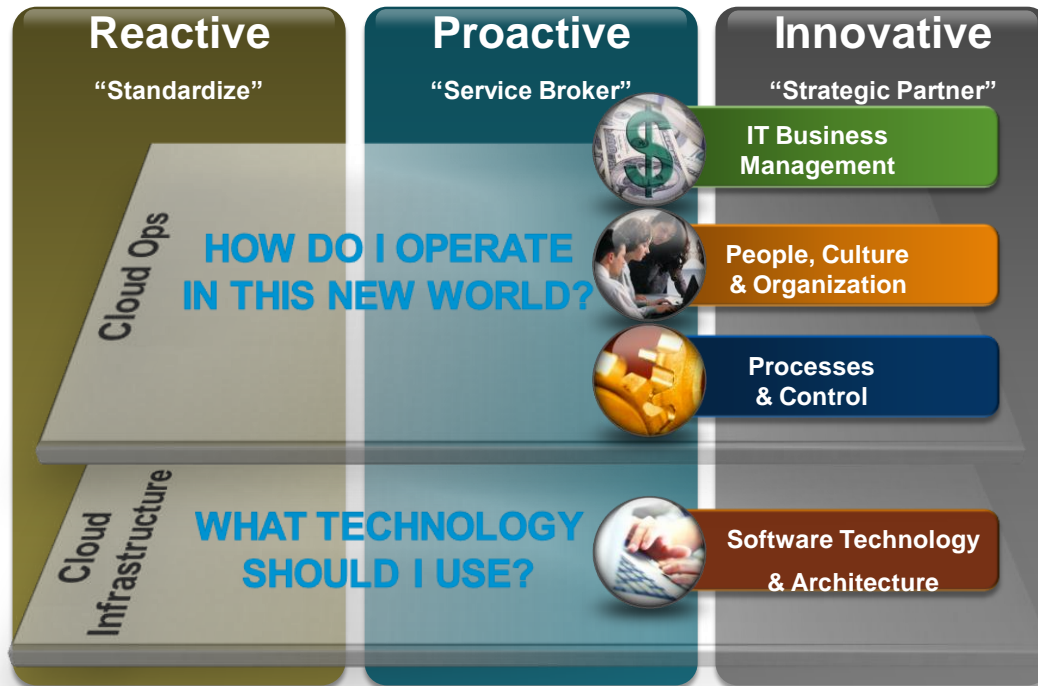 Reactive
“Standardize”
Proactive
“Service Broker”
Innovative
“Strategic Partner”
Cloud Ops
HOW DO I OPERATE
IN THIS NEW WORLD?
IT Business
Management
People, Culture
& Organization
Processes
& Control
Cloud
Infrastructure
WHAT TECHNOLOGY
SHOULD I USE?
Software Technology
& Architecture